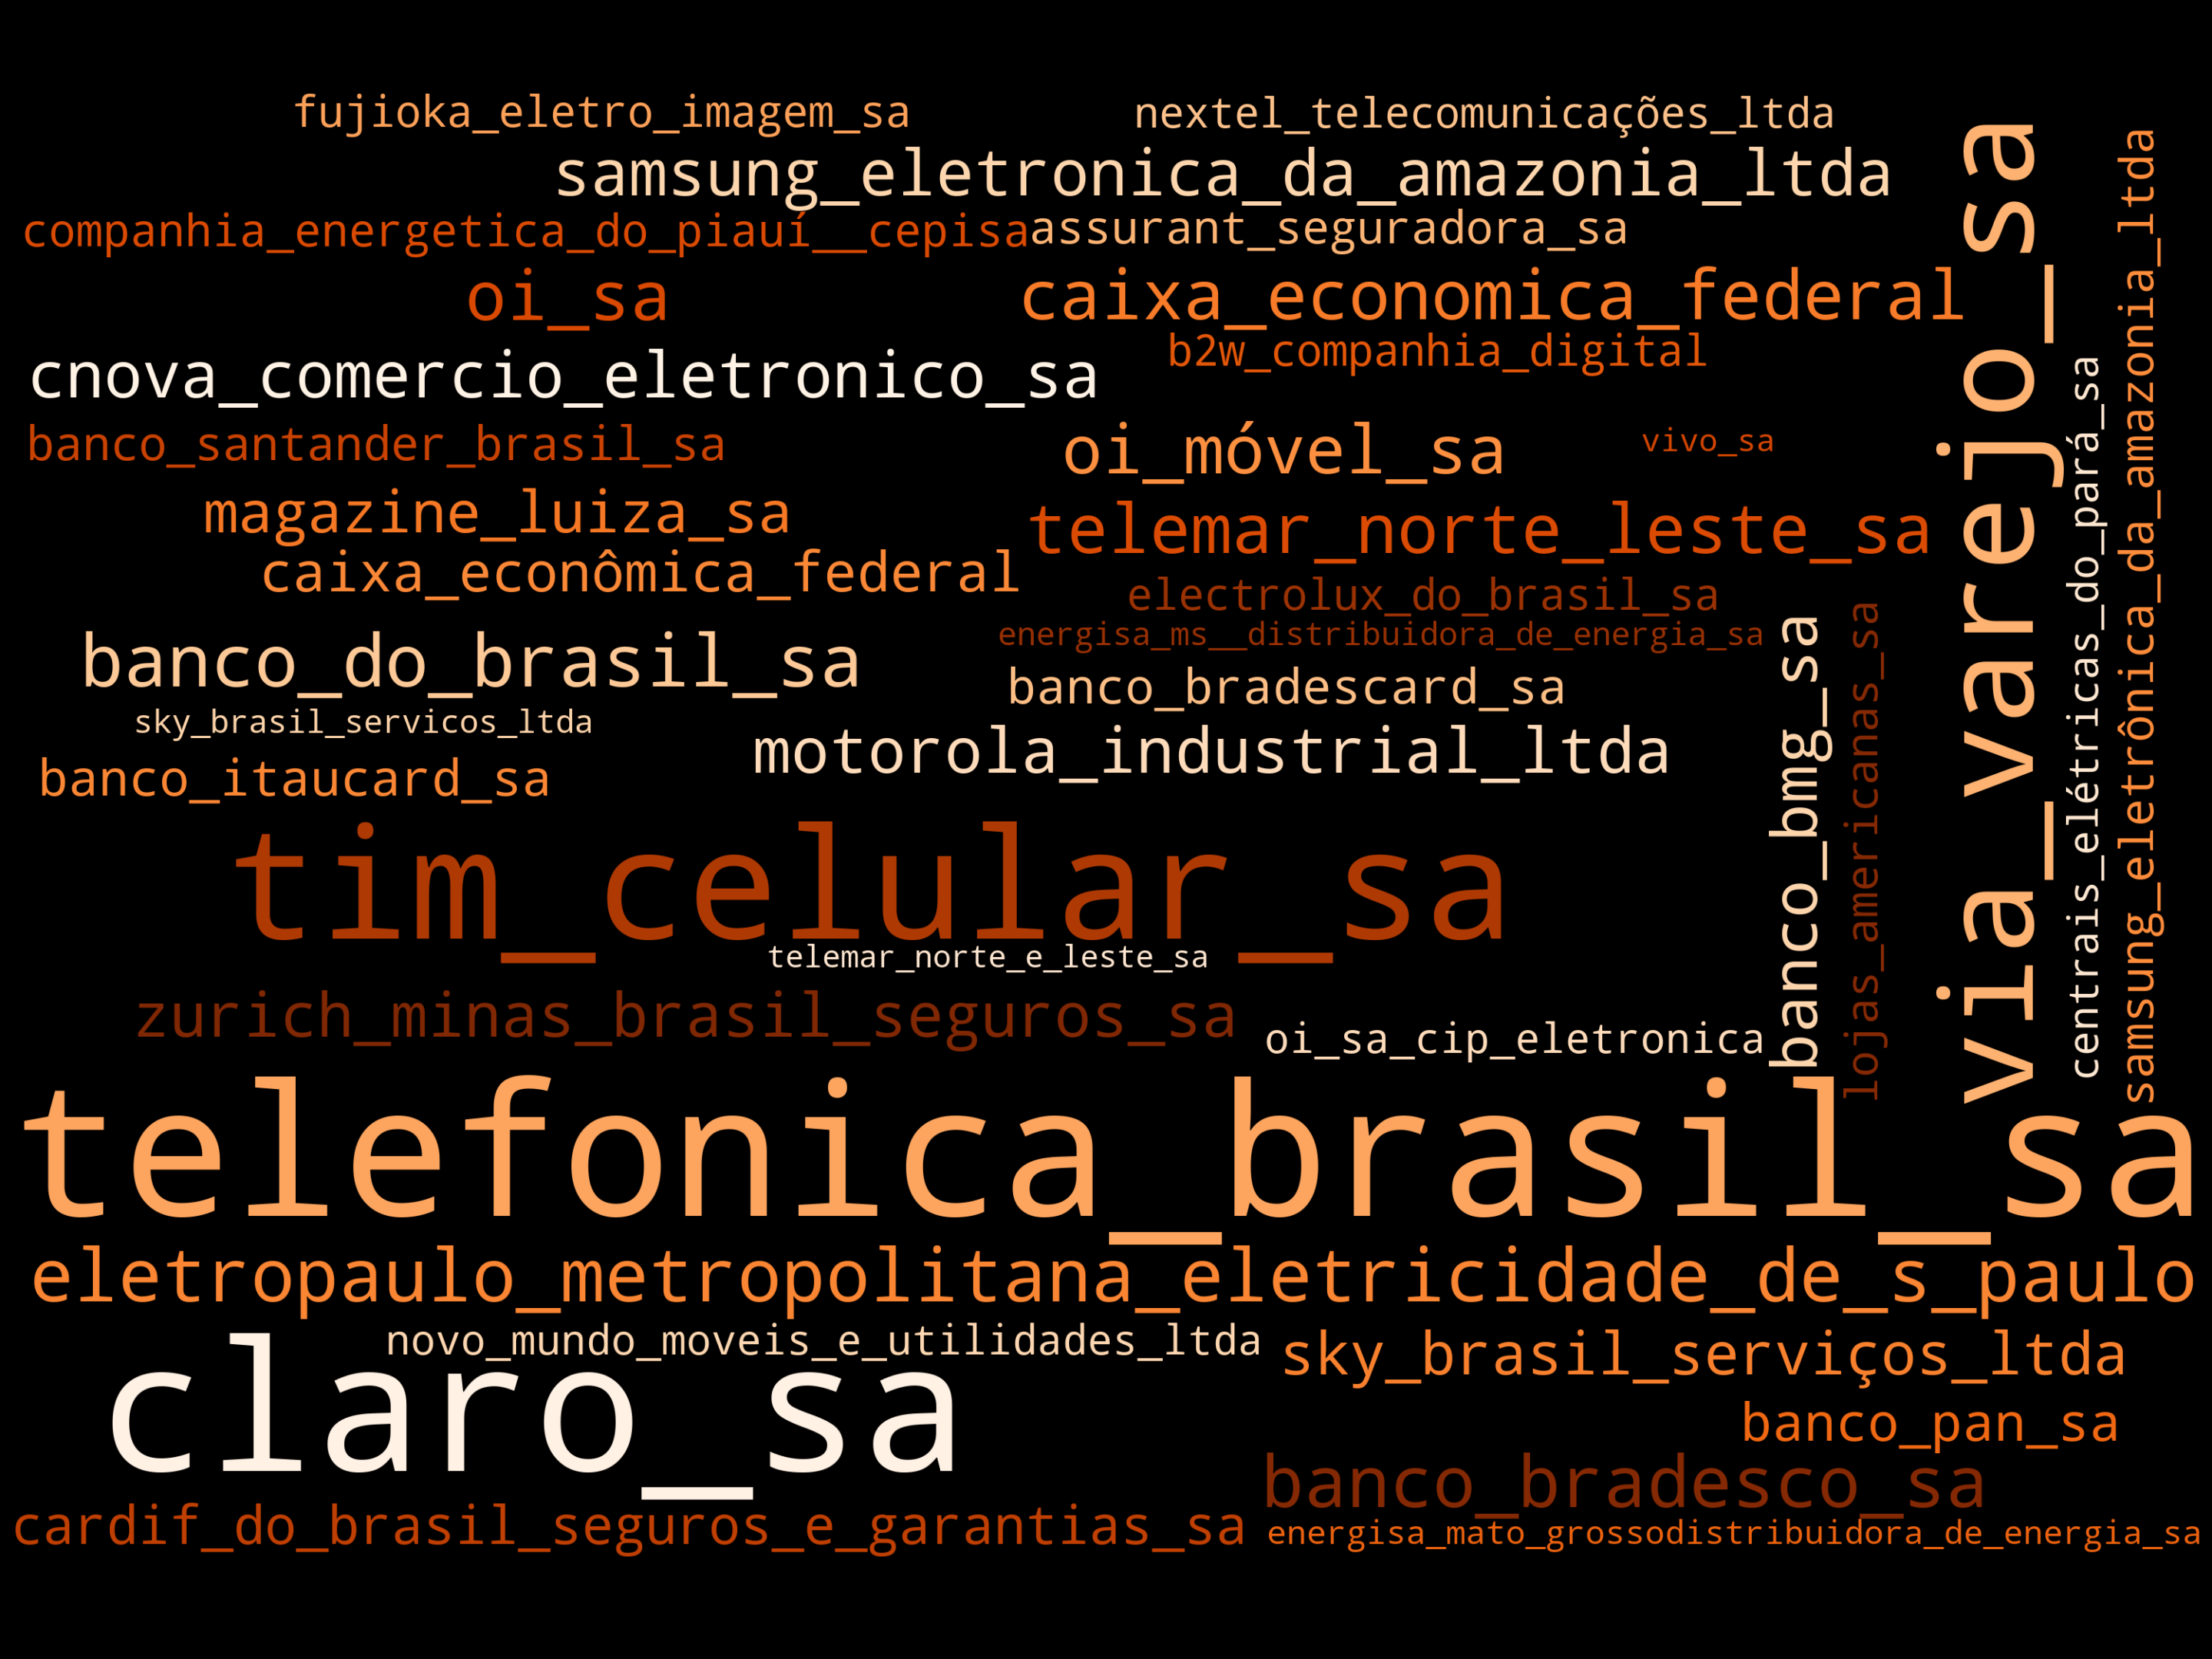 fujioka_eletro_imagem_sa
nextel_telecomunicações_ltda
samsung_eletronica_da_amazonia_ltda
companhia_energetica_do_piauí__cepisa
assurant_seguradora_sa
oi_sa
caixa_economica_federal
b2w_companhia_digital
cnova_comercio_eletronico_sa
banco_santander_brasil_sa
oi_móvel_sa
vivo_sa
magazine_luiza_sa
telemar_norte_leste_sa
caixa_econômica_federal
electrolux_do_brasil_sa
energisa_ms__distribuidora_de_energia_sa
banco_do_brasil_sa
banco_bradescard_sa
sky_brasil_servicos_ltda
motorola_industrial_ltda
banco_itaucard_sa
tim_celular_sa
telemar_norte_e_leste_sa
zurich_minas_brasil_seguros_sa
oi_sa_cip_eletronica
banco_bmg_sa
lojas_americanas_sa
via_varejo_sa
centrais_elétricas_do_pará_sa
samsung_eletrônica_da_amazonia_ltda
telefonica_brasil_sa
eletropaulo_metropolitana_eletricidade_de_s_paulo
novo_mundo_moveis_e_utilidades_ltda
sky_brasil_serviços_ltda
claro_sa
banco_pan_sa
banco_bradesco_sa
cardif_do_brasil_seguros_e_garantias_sa
energisa_mato_grossodistribuidora_de_energia_sa